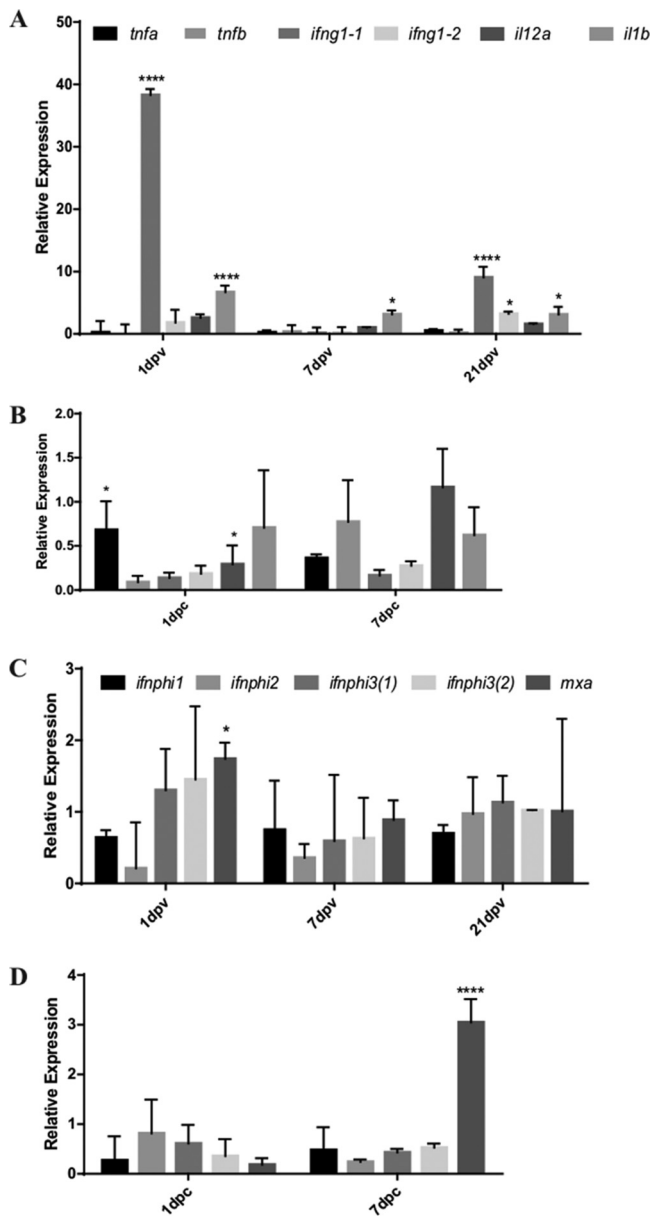 A
tnfa tnfb ifng1-1 ifng1-2 il12a il1b
Relative Expression
50
40
30
20
10
0
****
****
*
****
*
*
1dpv 7dpv 21dpv
B
Relative Expression
2.0
1.5
1.0
0.5
0.0
*
*
1dpc 7dpc
C
ifnphi1 ifnphi2 ifnphi3(1) ifnphi3(2) mxa
Relative Expression
3
2
1
0
*
1dpv 7dpv 21dpv
D
Relative Expression
4
3
2
1
0
****
1dpc 7dpc